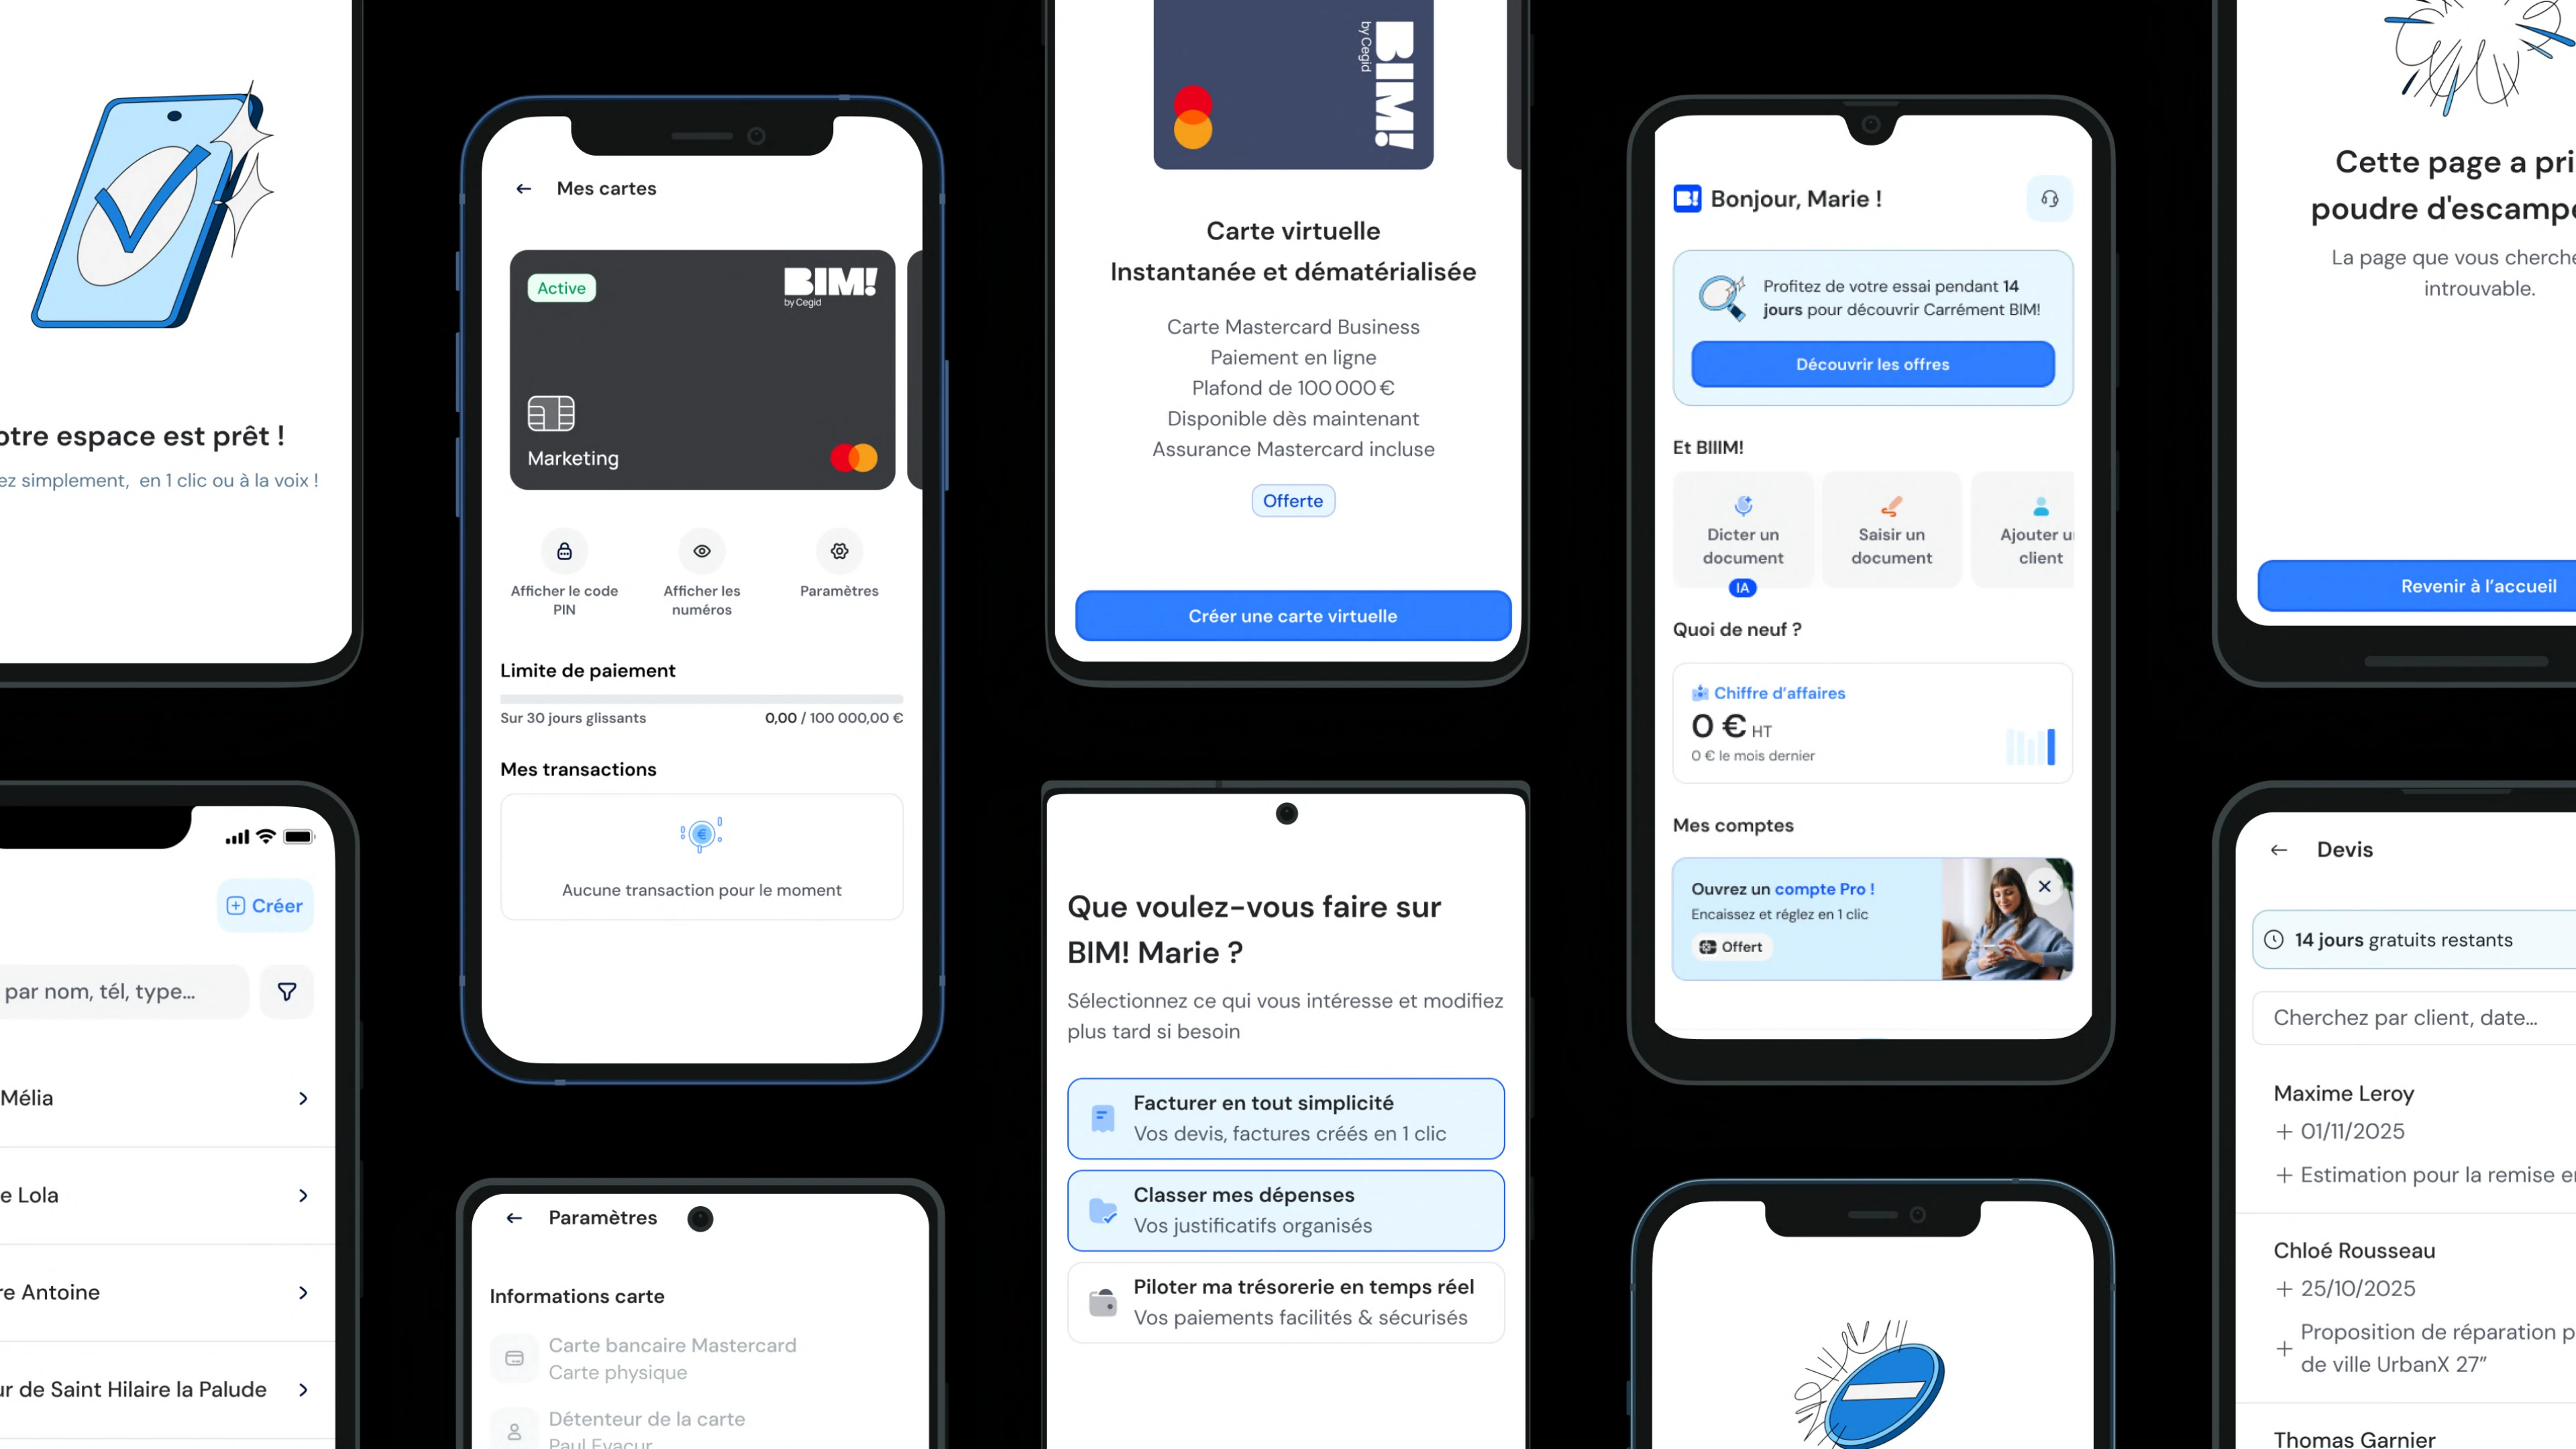 otre espace est prêt !
ez simplement, en 1 clic ou à la voix !
Créer
par nom, tél, type...
Mélia
e Lola
re Antoine
ur de Saint Hilaire la Palude
Mes cartes
Active
BIM!
by Cegid
Marketing
Afficher le code
PIN
Afficher les
numéros
Paramètres
Limite de paiement
Sur 30 jours glissants
0,00 / 100 000,00 €
Mes transactions
Aucune transaction pour le moment
Paramètres
Informations carte
Carte bancaire Mastercard
Carte physique
Détenteur de la carte
Paul Evacur
BIM!
by Cegid
Carte virtuelle
Instantanée et dématérialisée
Carte Mastercard Business
Paiement en ligne
Plafond de 100 000 €
Disponible dès maintenant
Assurance Mastercard incluse
Offerte
Créer une carte virtuelle
Que voulez-vous faire sur
BIM! Marie ?
Sélectionnez ce qui vous intéresse et modifiez
plus tard si besoin
Facturer en tout simplicité
Vos devis, factures créés en 1 clic
Classer mes dépenses
Vos justificatifs organisés
Piloter ma trésorerie en temps réel
Vos paiements facilités & sécurisés
B!
Bonjour, Marie !
Profitez de votre essai pendant 14
jours pour découvrir Carrément BIM!
Découvrir les offres
Et BIIIM!
Dicter un
document
IA
Saisir un
document
Ajouter u
client
Quoi de neuf ?
Chiffre d'affaires
0 € HT
0 € le mois dernier
Mes comptes
Ouvrez un compte Pro !
Encaissez et réglez en 1 clic
Offert
Cette page a pri
poudre d'escamp
La page que vous cherche
introuvable.
Revenir à l'accueil
Devis
14 jours gratuits restants
Cherchez par client, date...
Maxime Leroy
+ 01/11/2025
+ Estimation pour la remise e
Chloé Rousseau
+ 25/10/2025
+ Proposition de réparation p
de ville UrbanX 27”
Thomas Garnier